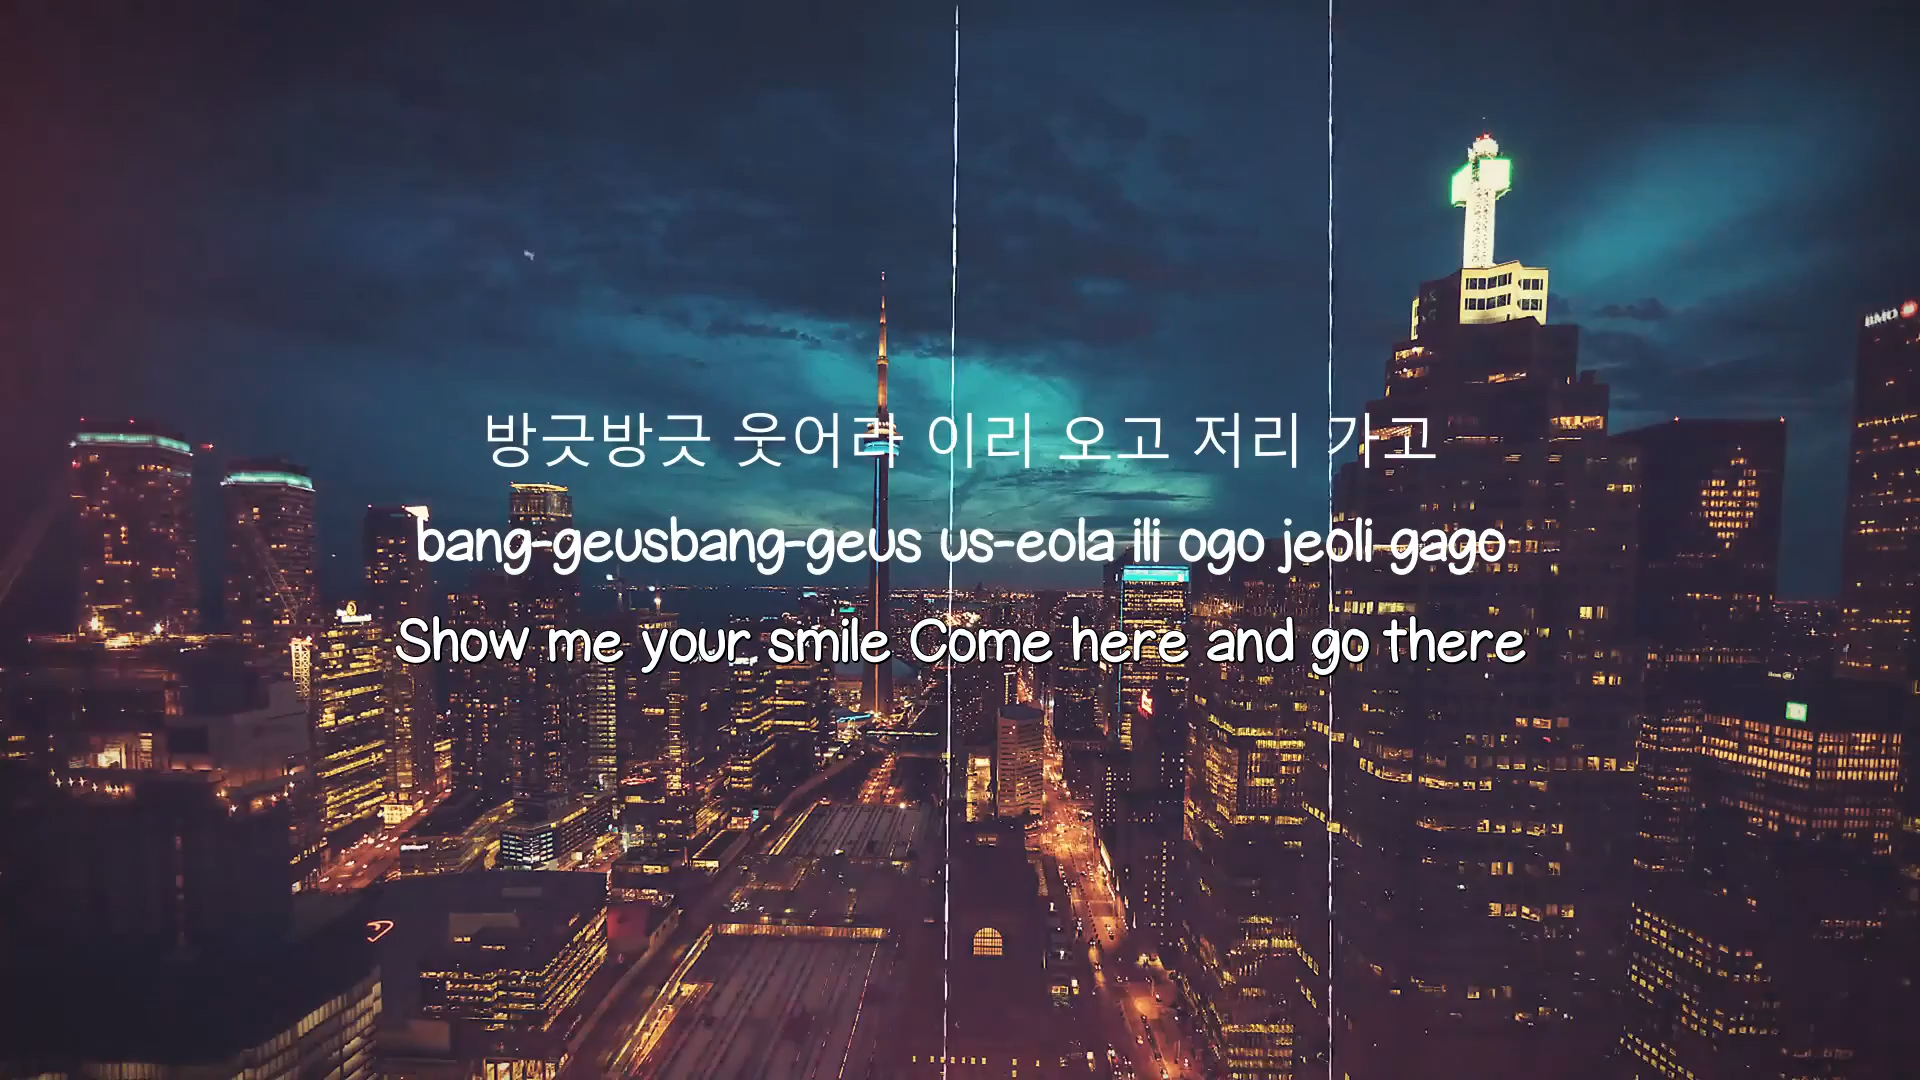 방긋방긋 웃어라 이리 오고 저리 가고
bang-geusbang-geus us-eola ili ogo jeoli gago
Show me your smile Come here and go there
BMO